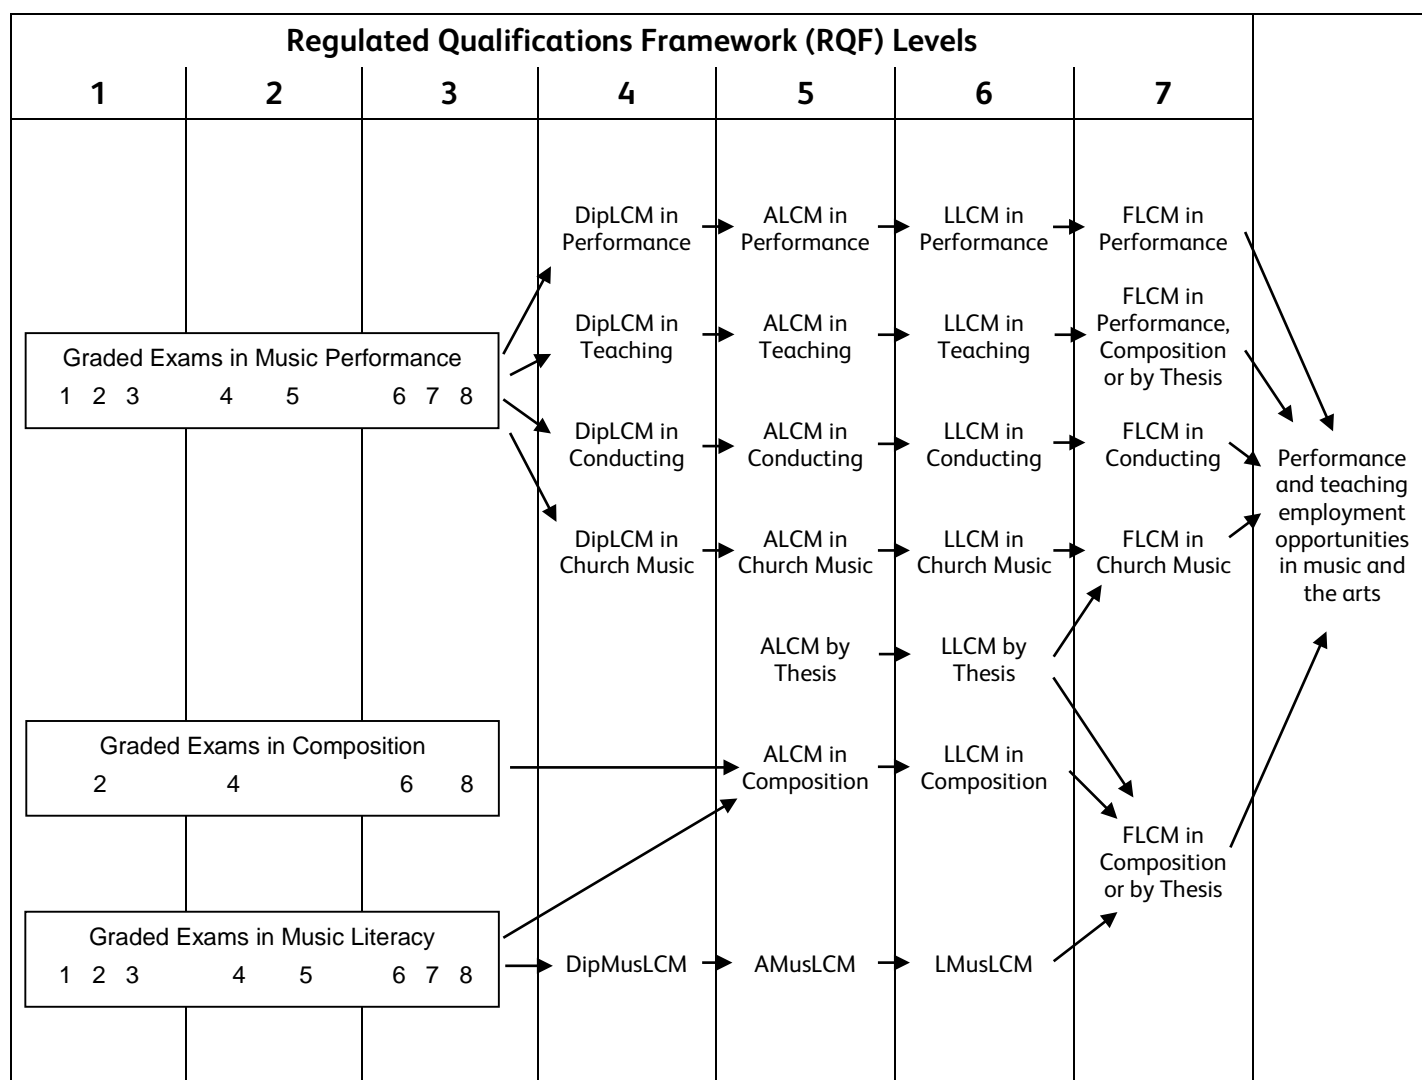 Regulated Qualifications Framework (RQF) Levels
1 2 3 4 5 6 7
DipLCM in
Performance
ALCM in
Performance
LLCM in
Performance
FLCM in
Performance
Graded Exams in Music Performance
1 2 3 4 5 6 7 8
DipLCM in
Teaching
ALCM in
Teaching
LLCM in
Teaching
FLCM in
Performance,
Composition
or by Thesis
DipLCM in
Conducting
ALCM in
Conducting
LLCM in
Conducting
FLCM in
Conducting
DipLCM in
Church Music
ALCM in
Church Music
LLCM in
Church Music
FLCM in
Church Music
Performance
and teaching
employment
opportunities
in music and
the arts
ALCM by
Thesis
LLCM by
Thesis
Graded Exams in Composition
2 4 6 8
ALCM in
Composition
LLCM in
Composition
FLCM in
Composition
or by Thesis
Graded Exams in Music Literacy
1 2 3 4 5 6 7 8
DipMusLCM
AMusLCM
LMusLCM